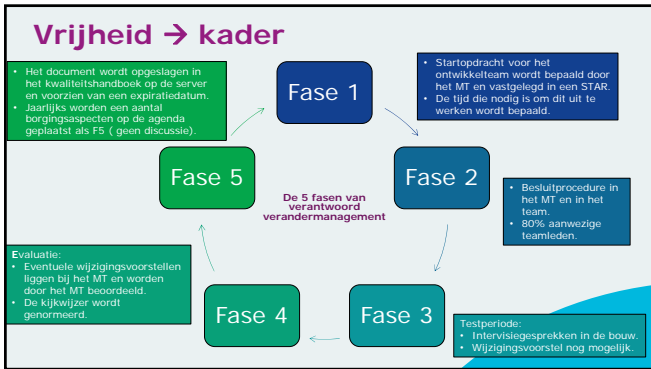 Vrijheid → kader
• Het document wordt opgeslagen in
het kwaliteitshandboek op de server
en voorzien van een expiratiedatum.
• Jaarlijks worden een aantal
borgingsaspecten op de agenda
geplaatst als F5 ( geen discussie).
Fase 1
• Startopdracht voor het
ontwikkelteam wordt bepaald door
het MT en vastgelegd in een STAR.
• De tijd die nodig is om dit uit te
werken wordt bepaald.
Fase 5
De 5 fasen van
verantwoord
verandermanagement
Fase 2
• Besluitprocedure in
het MT en in het
team.
• 80% aanwezige
teamleden.
Evaluatie:
• Eventuele wijzigingsvoorstellen
liggen bij het MT en worden
door het MT beoordeeld.
• De kijkwijzer wordt
genormeerd.
Fase 4
Fase 3
Testperiode:
• Intervisiegesprekken in de bouw.
• Wijzigingsvoorstel nog mogelijk.